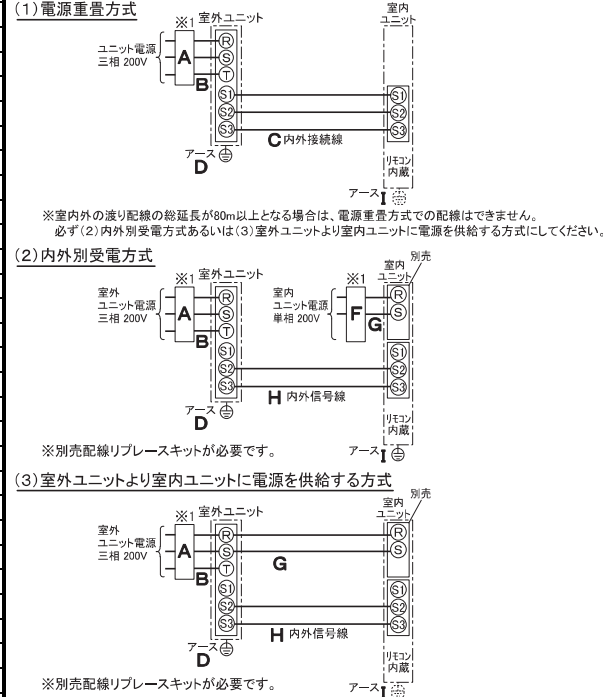 (1)電源重畳方式
※1 室外ユニット
室内
ユニット
ユニット電源
三相 200V
A
B
R
S
T
S1
S2
S3
C 内外接続線
S1
S2
S3
アース
D
リモコン
内蔵
アース I
※室内外の渡り配線の総延長が80m以上となる場合は、電源重畳方式での配線はできません。
必ず(2)内外別受電方式あるいは(3)室外ユニットより室内ユニットに電源を供給する方式にしてください。
(2)内外別受電方式
※1 室外ユニット
※1
室内
ユニット
別売
室外
ユニット電源
三相 200V
A
B
R
S
T
S1
S2
S3
室内
ユニット電源
単相 200V
F
G
R
S
S1
S2
S3
H 内外信号線
アース
D
リモコン
内蔵
※別売配線リプレースキットが必要です。
アース I
(3)室外ユニットより室内ユニットに電源を供給する方式
※1 室外ユニット
室内
ユニット
別売
室外
ユニット電源
三相 200V
A
B
R
S
T
S1
S2
S3
G
R
S
S1
S2
S3
H 内外信号線
アース
D
リモコン
内蔵
※別売配線リプレースキットが必要です。
アース I